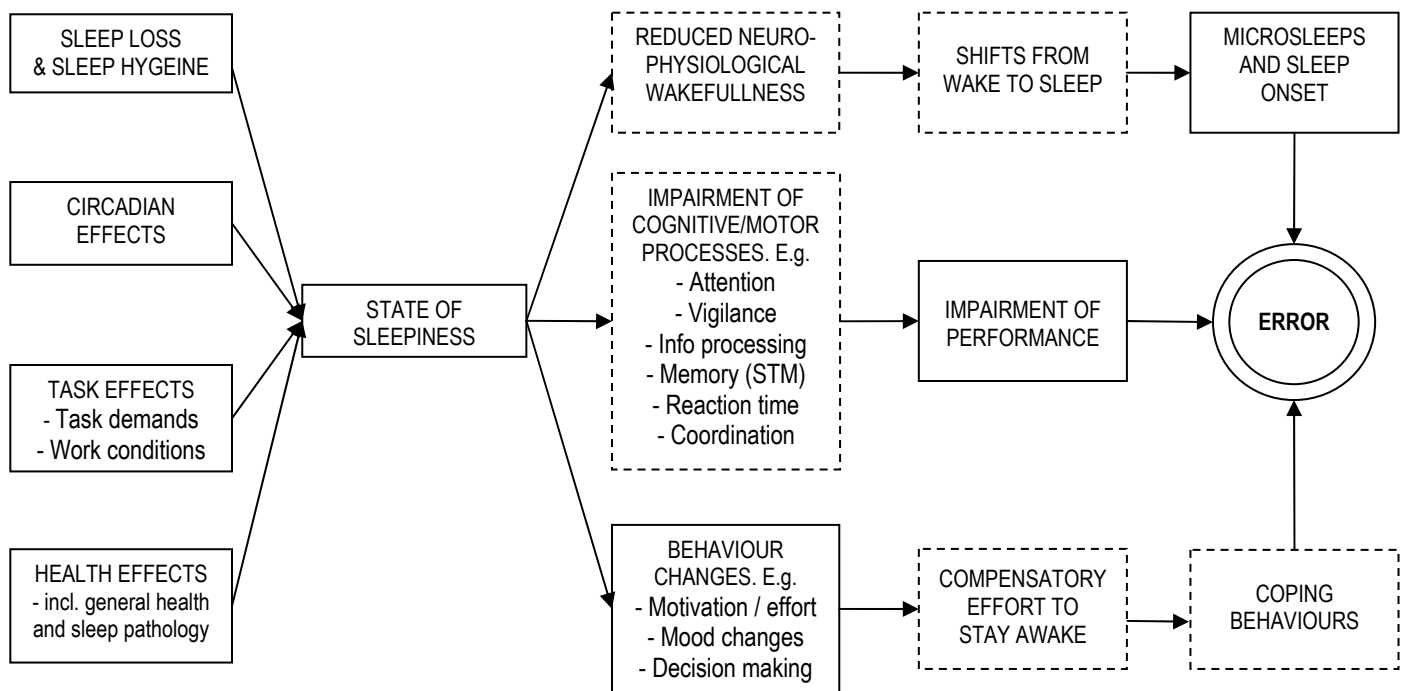 SLEEP LOSS
& SLEEP HYGEINE
CIRCADIAN
EFFECTS
TASK EFFECTS
- Task demands
- Work conditions
HEALTH EFFECTS
- incl. general health
and sleep pathology
STATE OF
SLEEPINESS
REDUCED NEURO-
PHYSIOLOGICAL
WAKEFULLNESS
SHIFTS FROM
WAKE TO SLEEP
MICROSLEEPS
AND SLEEP
ONSET
IMPAIRMENT OF
COGNITIVE/MOTOR
PROCESSES. E.g.
- Attention
- Vigilance
- Info processing
- Memory (STM)
- Reaction time
- Coordination
IMPAIRMENT OF
PERFORMANCE
ERROR
BEHAVIOUR
CHANGES. E.g.
- Motivation / effort
- Mood changes
- Decision making
COMPENSATORY
EFFORT TO
STAY AWAKE
COPING
BEHAVIOURS